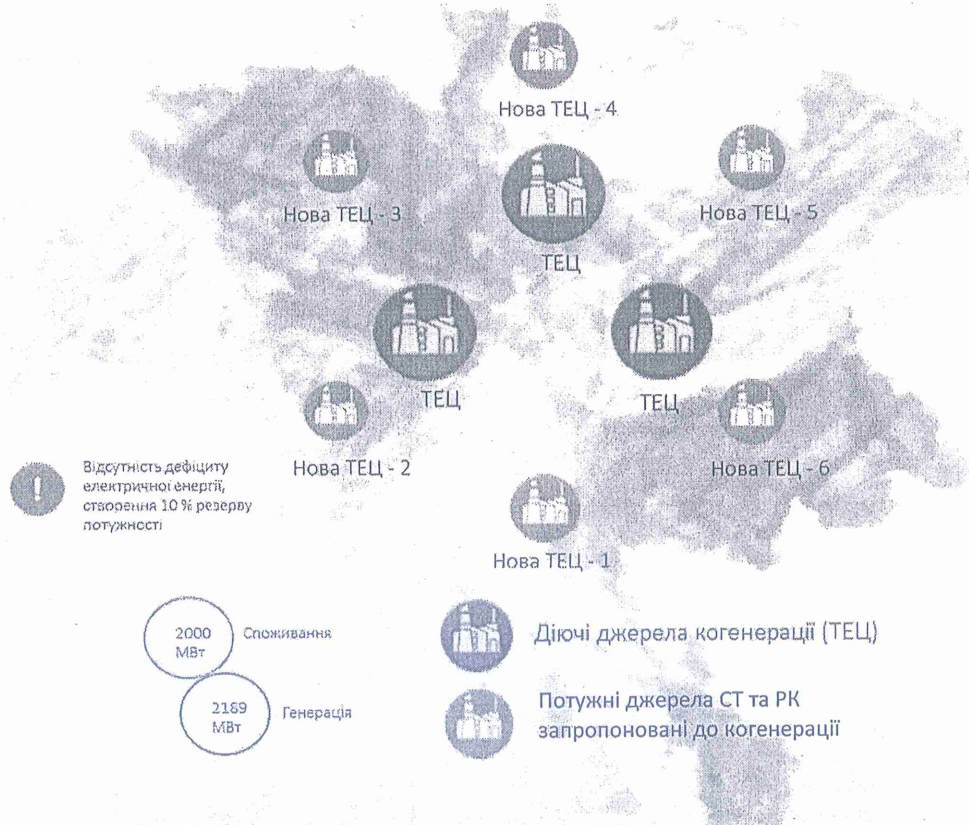 Нова ТЕЦ - 4
Нова ТЕЦ - 3
Нова ТЕЦ - 5
ТЕЦ
ТЕЦ
ТЕЦ
Нова ТЕЦ - 2
Нова ТЕЦ - 6
!
Відсутність дефіциту
електричної енергії,
створення 10 % резерву
потужності
Нова ТЕЦ - 1
2000
МВт
Споживання
2189
МВт
Генерація
Діючі джерела когенерації (ТЕЦ)
Потужні джерела СТ та РК
запропоновані до когенерації